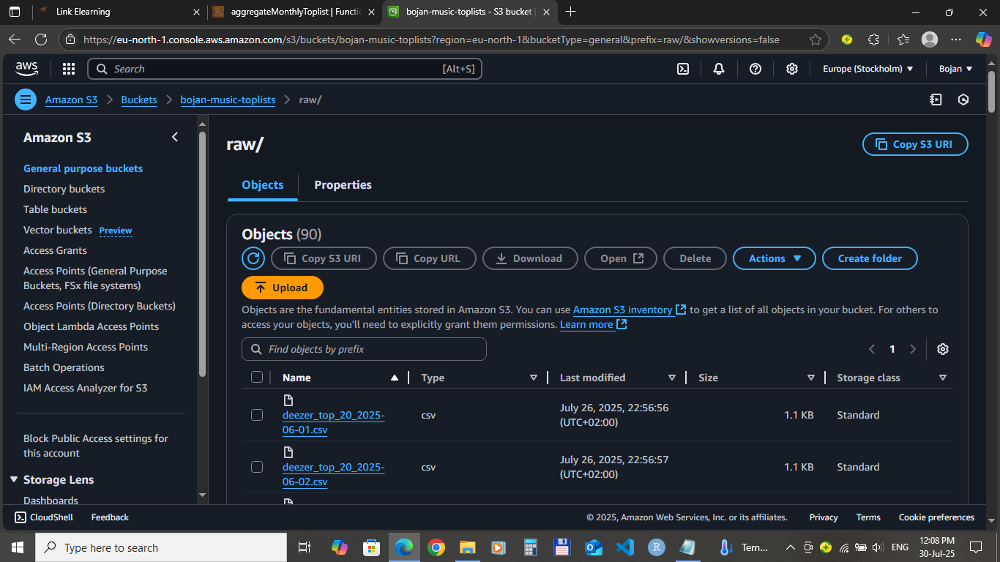 Link Elearning
aggregateMonthlyToplist | Functio
bojan-music-toplists - S3 bucket |
https://eu-north-1.console.aws.amazon.com/s3/buckets/bojan-music-toplists?region=eu-north-1&bucketType=general&prefix=raw/&showversions=false
aws
Search
[Alt+S]
Europe (Stockholm)
Bojan
Amazon S3
Buckets
bojan-music-toplists
raw/
Amazon S3
General purpose buckets
Directory buckets
Table buckets
Vector buckets Preview
Access Grants
Access Points (General Purpose
Buckets, FSx file systems)
Access Points (Directory Buckets)
Object Lambda Access Points
Multi-Region Access Points
Batch Operations
IAM Access Analyzer for S3
Block Public Access settings for
this account
Storage Lens
Dashboards
raw/
Copy S3 URI
Objects
Properties
Objects (90)
Copy S3 URI
Copy URL
Download
Open
Delete
Actions
Create folder
Upload
Objects are the fundamental entities stored in Amazon S3. You can use Amazon S3 inventory to get a list of all objects in your bucket. For others to
access your objects, you'll need to explicitly grant them permissions. Learn more
Find objects by prefix
1
Name
Type
Last modified
Size
Storage class
deezer_top_20_2025-
06-01.csv
csv
July 26, 2025, 22:56:56
(UTC+02:00)
1.1 KB
Standard
deezer_top_20_2025-
06-02.csv
csv
July 26, 2025, 22:56:57
(UTC+02:00)
1.1 KB
Standard
CloudShell
Feedback
© 2025, Amazon Web Services, Inc. or its affiliates.
Privacy
Terms
Cookie preferences
Type here to search
R
Tem...
ENG
12:08 PM
30-Jul-25